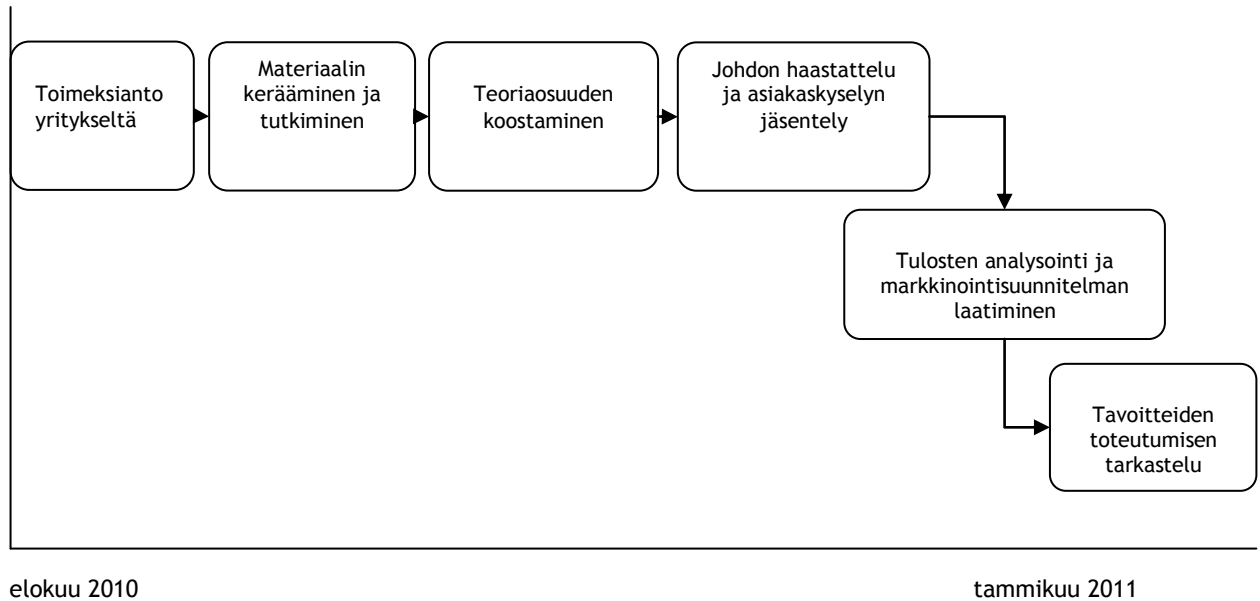 Toimeksianto
yritykseltä
Materiaalin
kerääminen ja
tutkiminen
Teoriaosuuden
koostaminen
Johdon haastattelu
ja asiakaskyselyn
jäsentely
Tulosten analysointi ja
markkinointisuunnitelman
laatiminen
Tavoitteiden
toteutumisen
tarkastelu
elokuu 2010
tammikuu 2011